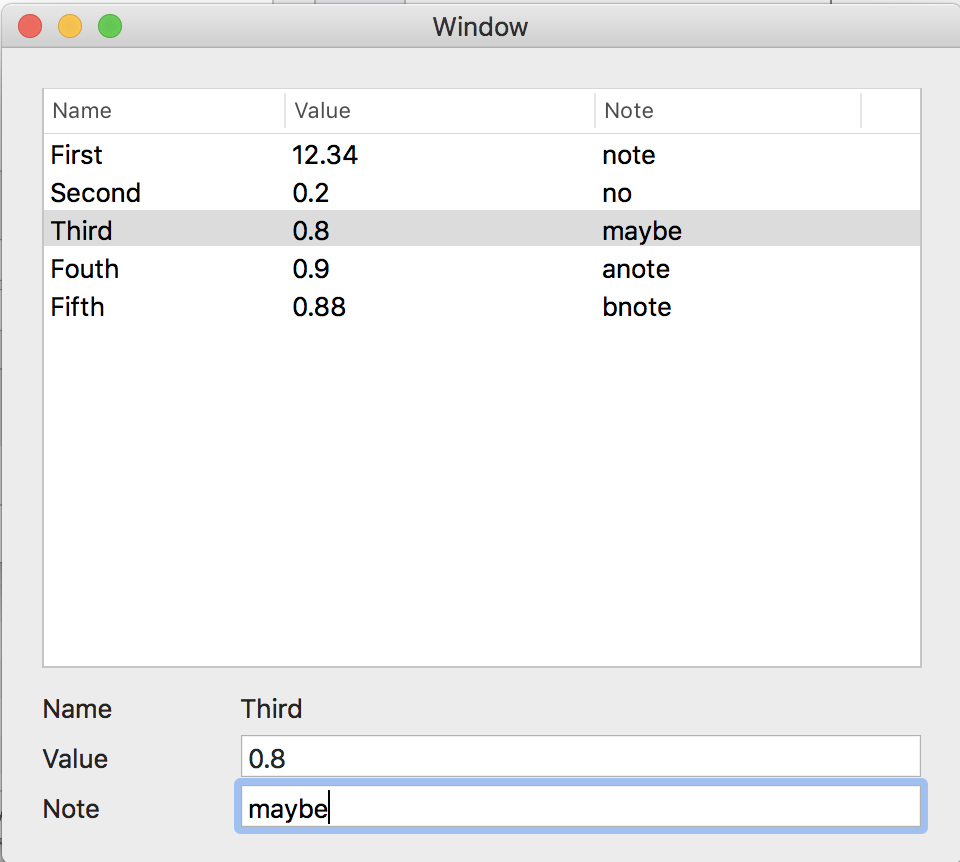 Window
Name Value Note
First 12.34 note
Second 0.2 no
Third 0.8 maybe
Fouth 0.9 anote
Fifth 0.88 bnote
Name Third
Value 0.8
Note maybe